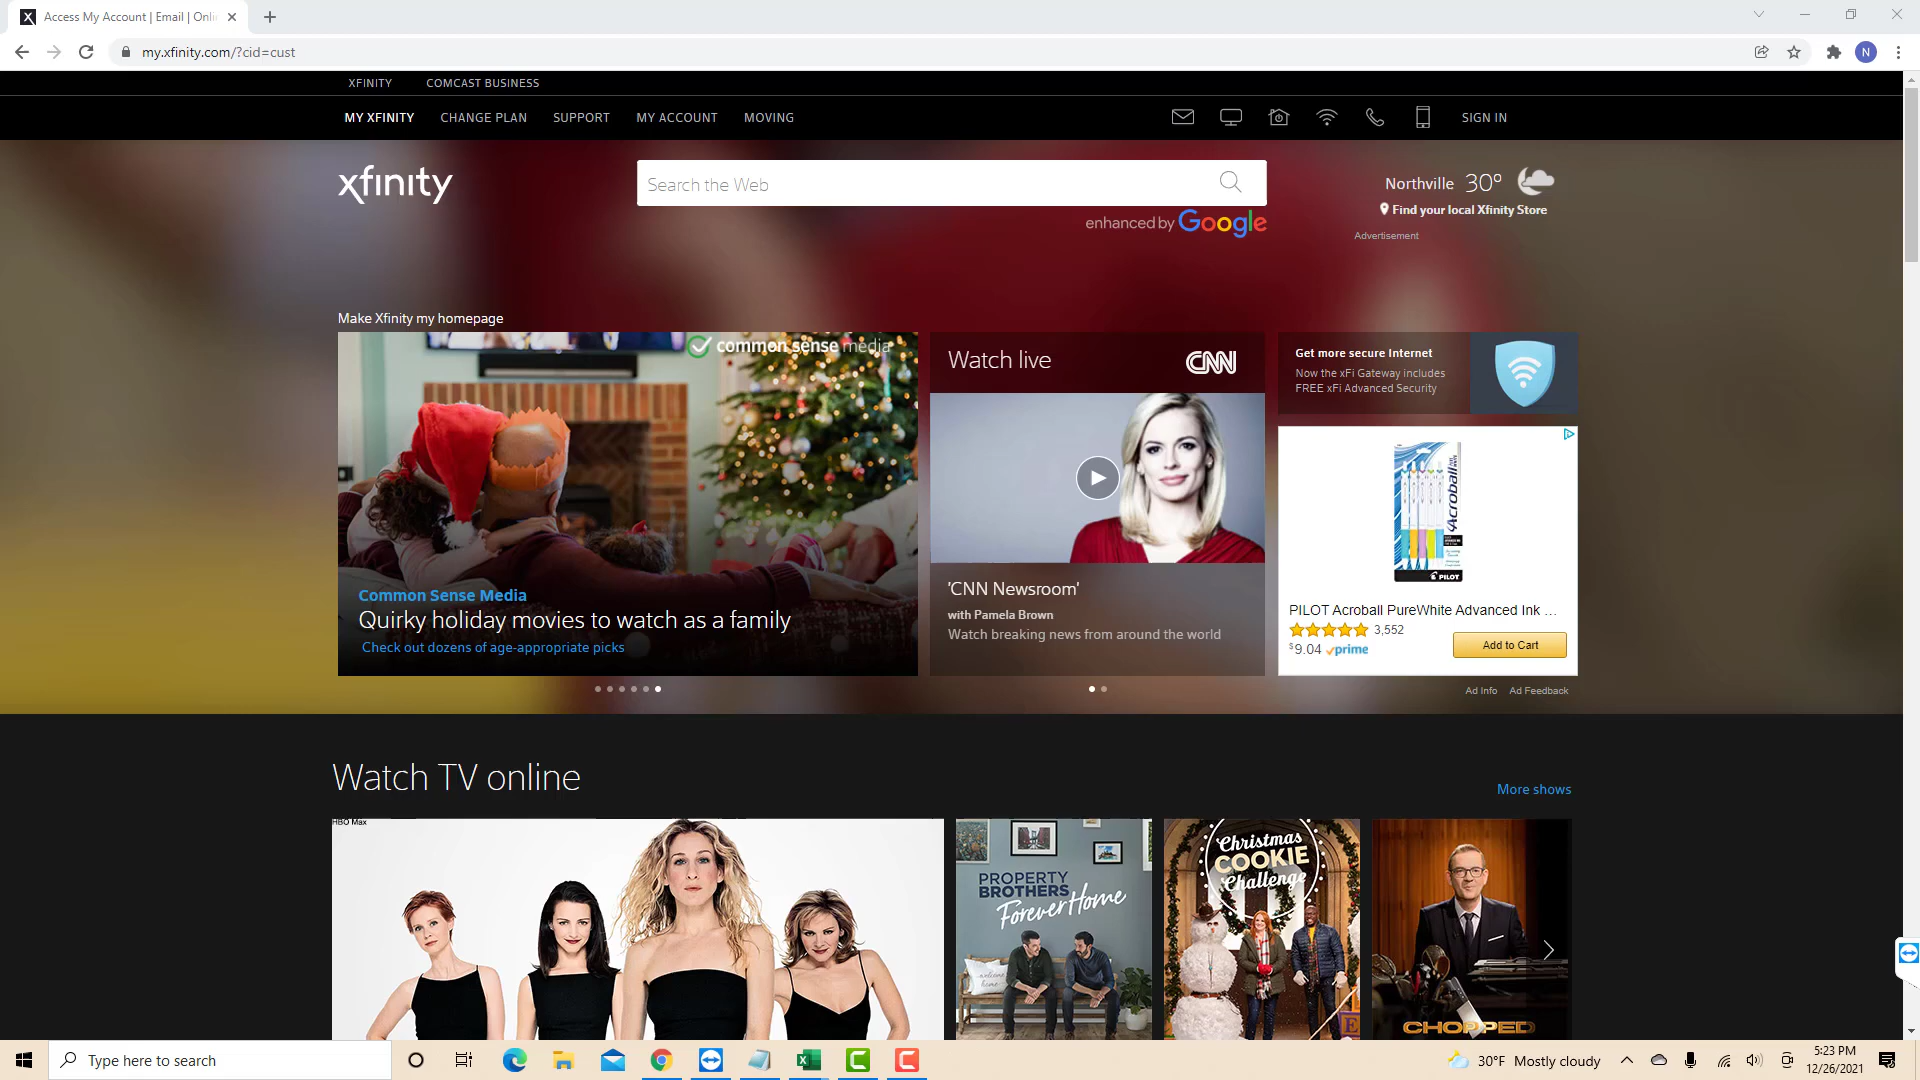 Access My Account | Email | Onli
my.xfinity.com/?cid=cust
N
XFINITY
COMCAST BUSINESS
MY XFINITY
CHANGE PLAN
SUPPORT
MY ACCOUNT
MOVING
SIGN IN
xfinity
Search the Web
enhanced by Google
Northville 30°
Find your local Xfinity Store
Advertisement
Make Xfinity my homepage
common sense media
Common Sense Media
Quirky holiday movies to watch as a family
Check out dozens of age-appropriate picks
Watch live
CNN
'CNN Newsroom'
with Pamela Brown
Watch breaking news from around the world
Get more secure Internet
Now the xFi Gateway includes
FREE xFi Advanced Security
Acroball
PILOT
PILOT Acroball PureWhite Advanced Ink ...
3,552
$9.04 prime
Add to Cart
Ad Info
Ad Feedback
Watch TV online
More shows
HBO Max
PROPERTY
BROTHERS
Forever Home
welcome
home
Christmas
COOKIE
Challenge
CHOPPED
Type here to search
30°F Mostly cloudy
5:23 PM
12/26/2021